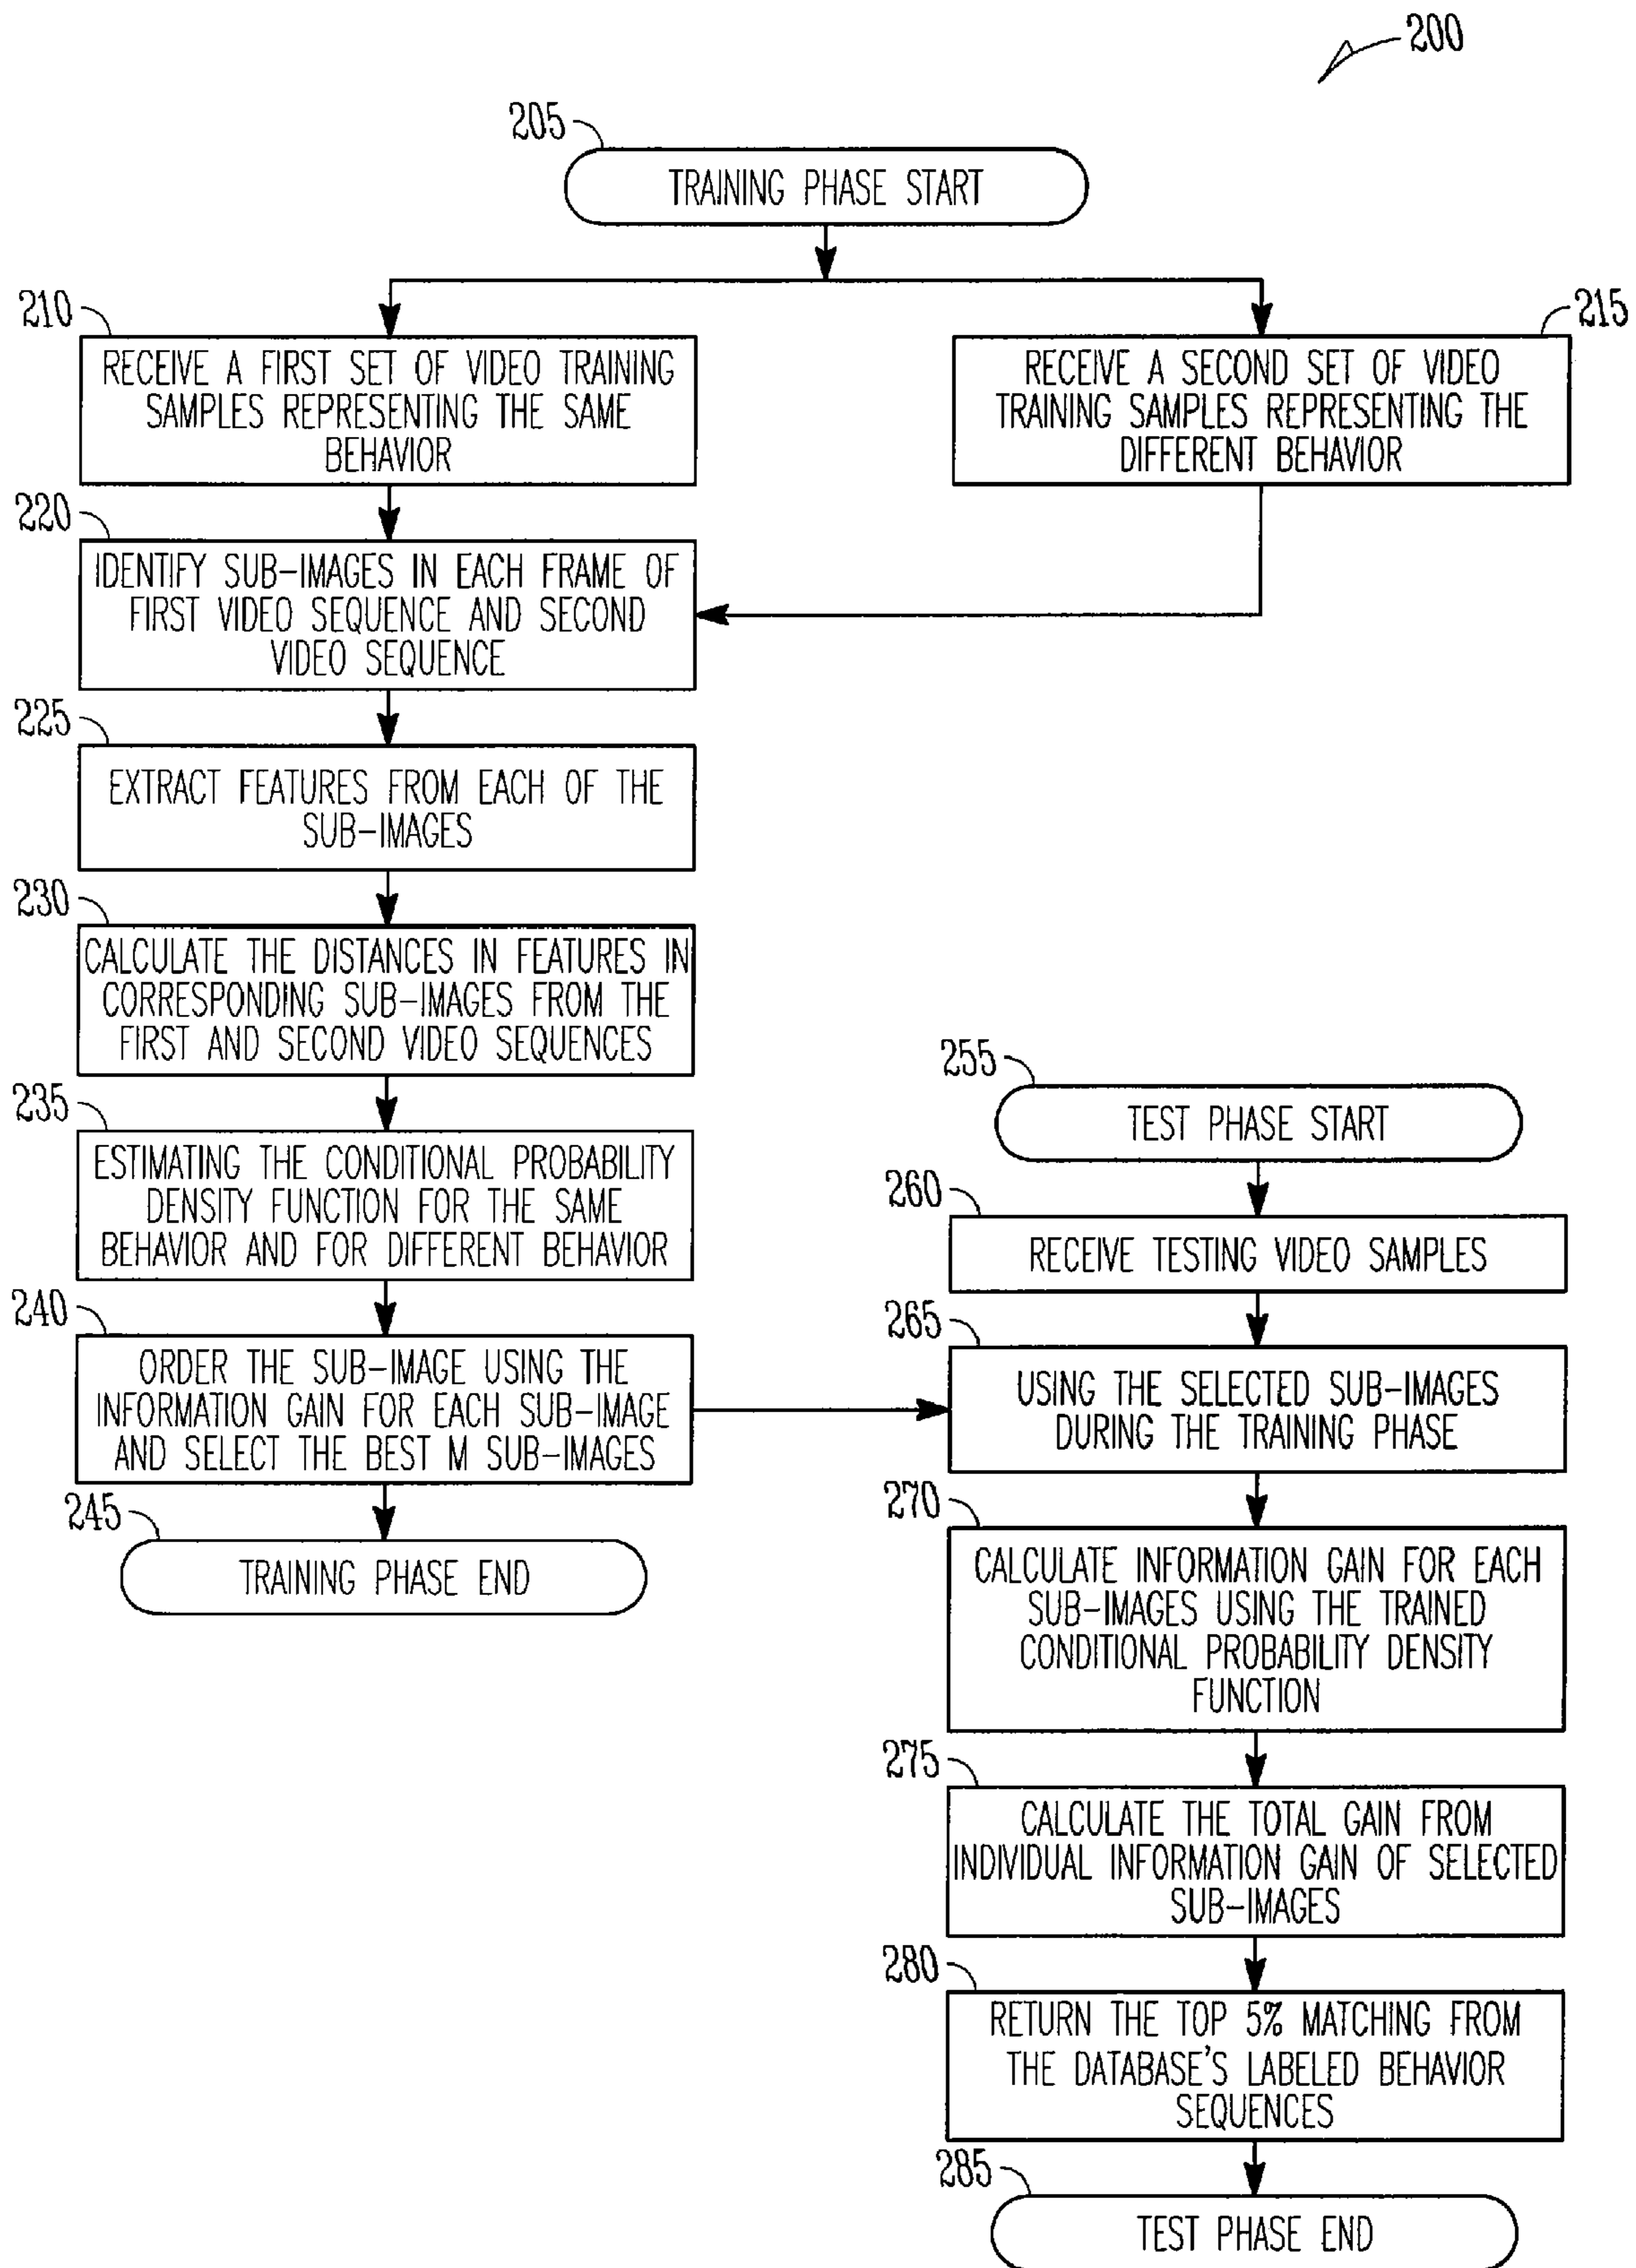 200
205
TRAINING PHASE START
210
RECEIVE A FIRST SET OF VIDEO TRAINING
SAMPLES REPRESENTING THE SAME
BEHAVIOR
215
RECEIVE A SECOND SET OF VIDEO
TRAINING SAMPLES REPRESENTING THE
DIFFERENT BEHAVIOR
220
IDENTIFY SUB-IMAGES IN EACH FRAME OF
FIRST VIDEO SEQUENCE AND SECOND
VIDEO SEQUENCE
225
EXTRACT FEATURES FROM EACH OF THE
SUB-IMAGES
230
CALCULATE THE DISTANCES IN FEATURES IN
CORRESPONDING SUB-IMAGES FROM THE
FIRST AND SECOND VIDEO SEQUENCES
235
ESTIMATING THE CONDITIONAL PROBABILITY
DENSITY FUNCTION FOR THE SAME
BEHAVIOR AND FOR DIFFERENT BEHAVIOR
240
ORDER THE SUB-IMAGE USING THE
INFORMATION GAIN FOR EACH SUB-IMAGE
AND SELECT THE BEST M SUB-IMAGES
245
TRAINING PHASE END
255
TEST PHASE START
260
RECEIVE TESTING VIDEO SAMPLES
265
USING THE SELECTED SUB-IMAGES
DURING THE TRAINING PHASE
270
CALCULATE INFORMATION GAIN FOR EACH
SUB-IMAGES USING THE TRAINED
CONDITIONAL PROBABILITY DENSITY
FUNCTION
275
CALCULATE THE TOTAL GAIN FROM
INDIVIDUAL INFORMATION GAIN OF SELECTED
SUB-IMAGES
280
RETURN THE TOP 5% MATCHING FROM
THE DATABASE'S LABELED BEHAVIOR
SEQUENCES
285
TEST PHASE END